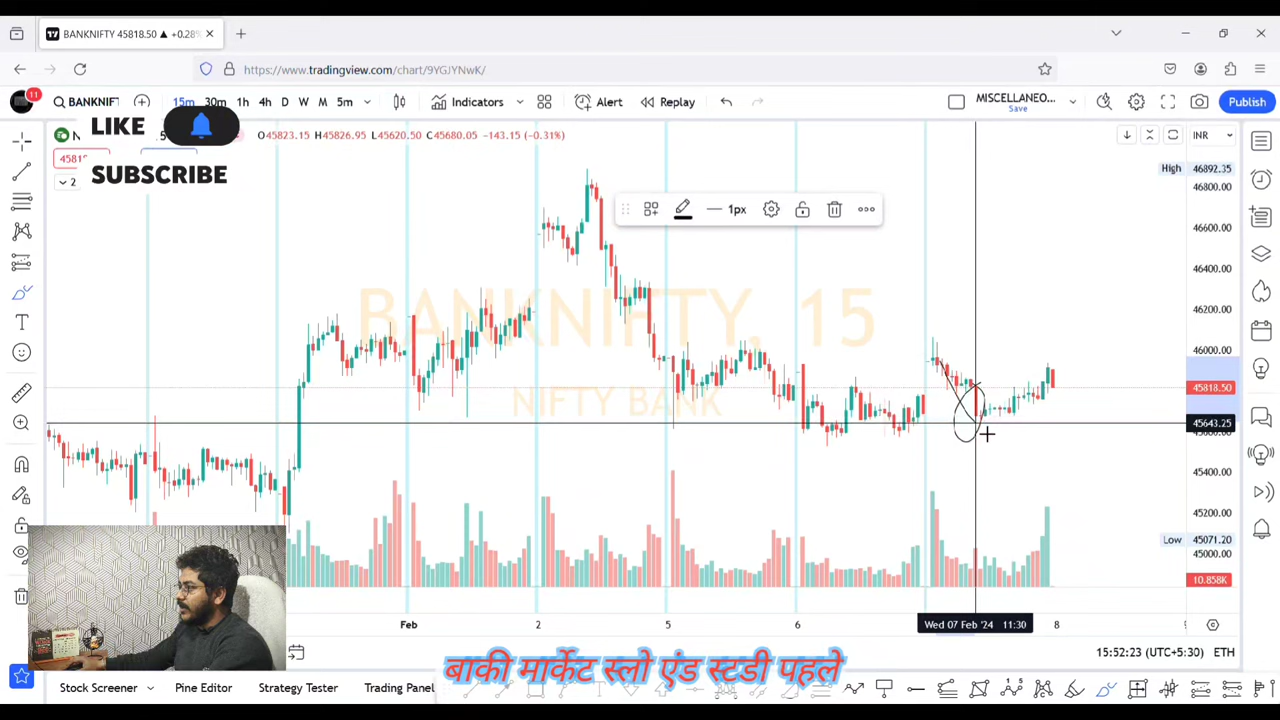 BANKNIFTY 45818.50 ▲ +0.28%
https://www.tradingview.com/chart/9YGJYNwK/
11
BANKNIFT
15m 30m 1h 4h D W M 5m
Indicators
Alert
Replay
MISCELLANEO...
Save
Publish
LIKE
SUBSCRIBE
O45823.15 H45826.95 L45620.50 C45680.05 −143.15 (−0.31%)
INR
2
1px
High 46892.35
46800.00
46600.00
46400.00
46200.00
46000.00
45818.50
45643.25
45400.00
45200.00
Low 45071.20
45000.00
10.858K
BANKNIFTY, 15
NIFTY BANK
Feb 2 5 6 Wed 07 Feb '24 11:30 8
15:52:23 (UTC+5:30) ETH
बाकी मार्केट स्लो एंड स्टडी पहले
Stock Screener Pine Editor Strategy Tester Trading Panel